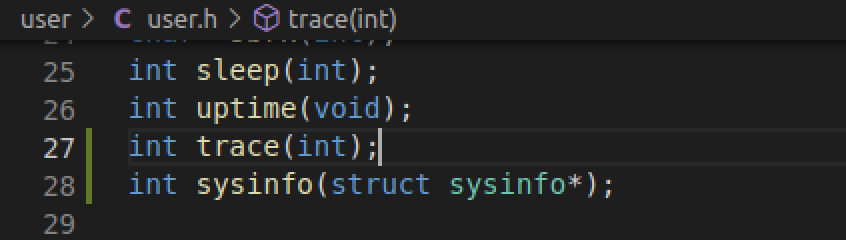 user > C user.h > trace(int)
25 int sleep(int);
26 int uptime(void);
27 int trace(int);
28 int sysinfo(struct sysinfo*);
29